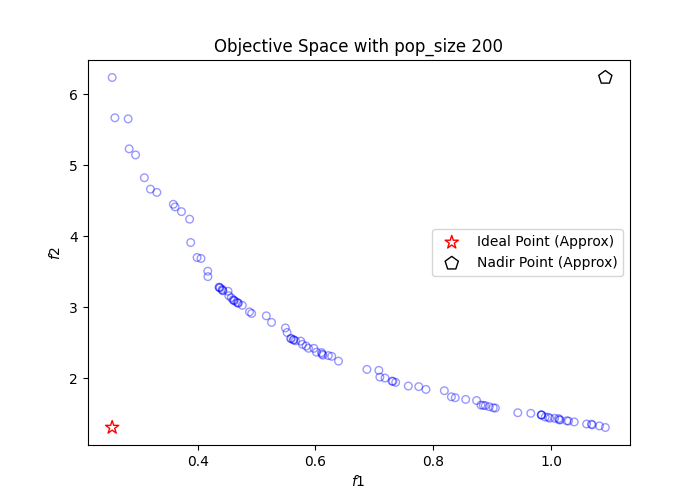 Objective Space with pop_size 200
f2
6
5
4
3
2
Ideal Point (Approx)
Nadir Point (Approx)
0.4 0.6 0.8 1.0
f1